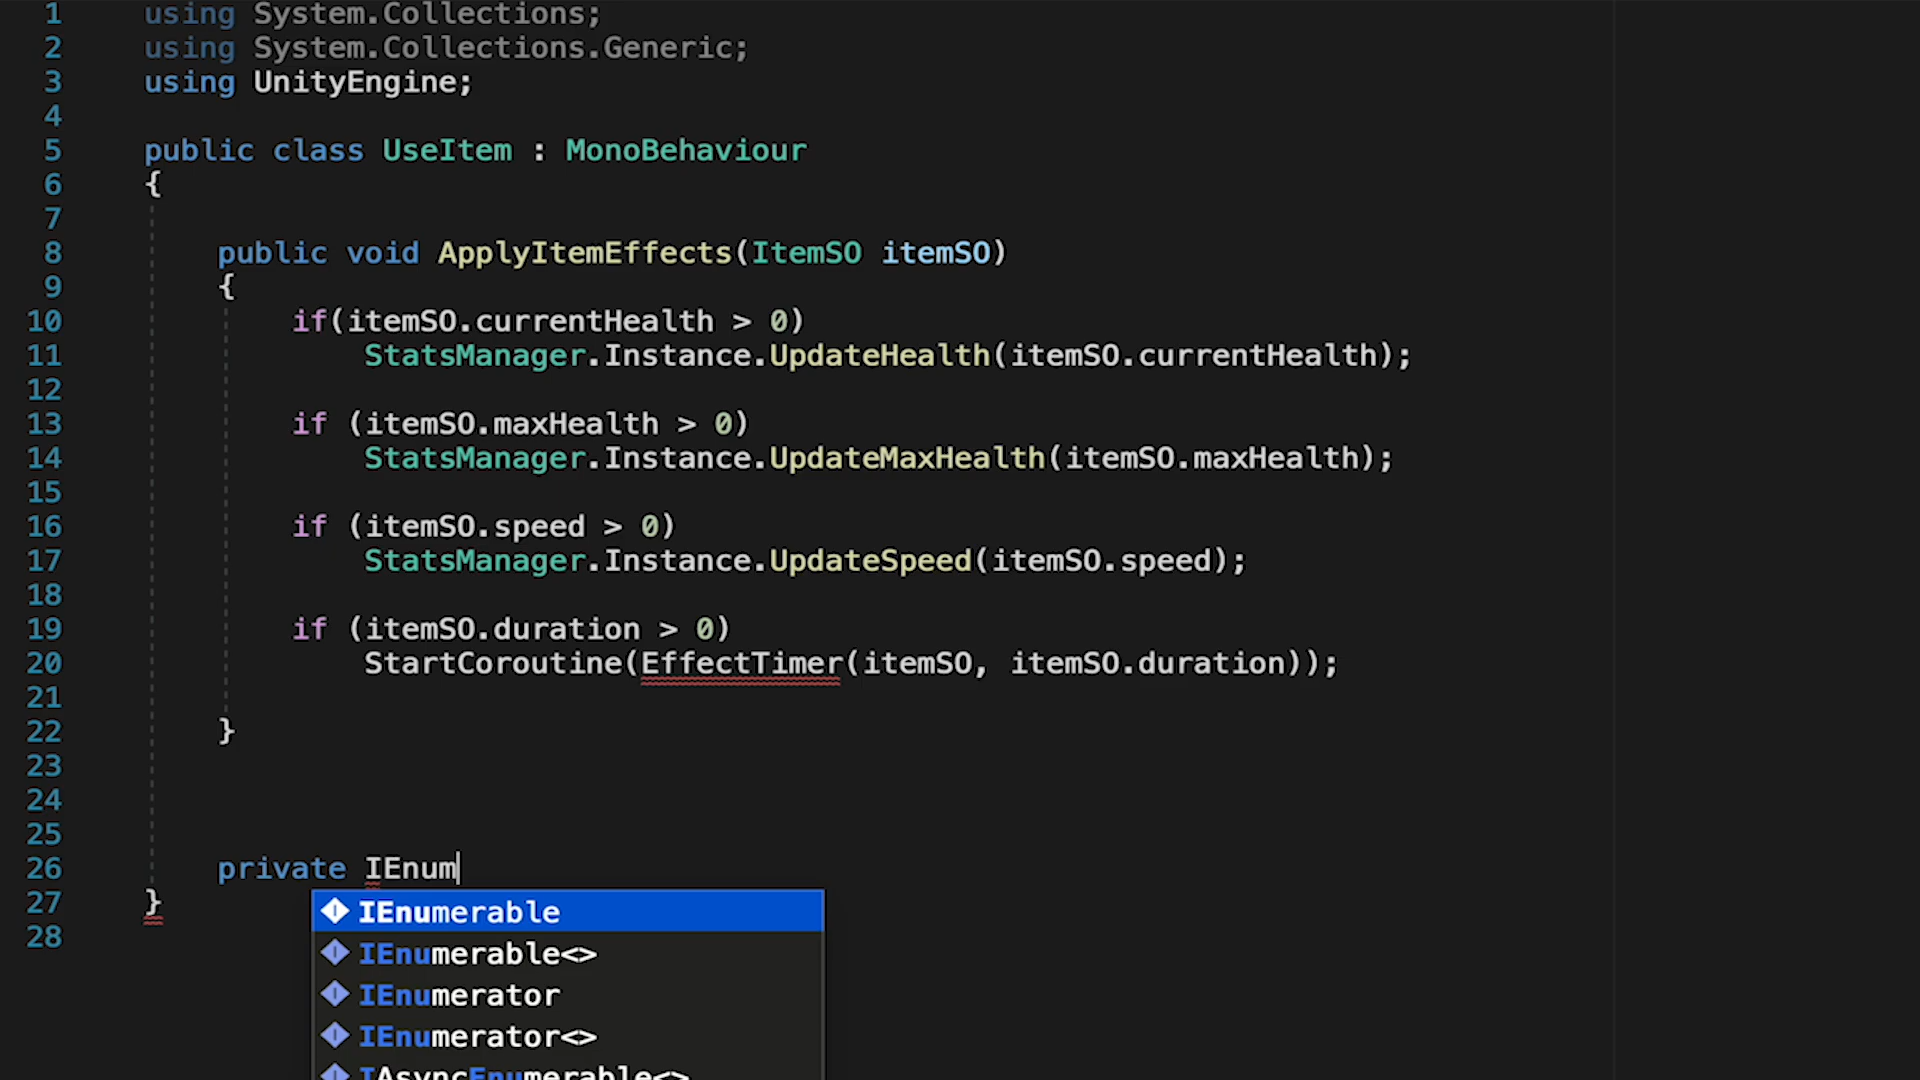 1 using System.Collections;
2 using System.Collections.Generic;
3 using UnityEngine;
4
5 public class UseItem : MonoBehaviour
6 {
7
8 public void ApplyItemEffects(ItemSO itemSO)
9 {
10 if(itemSO.currentHealth > 0)
11 StatsManager.Instance.UpdateHealth(itemSO.currentHealth);
12
13 if (itemSO.maxHealth > 0)
14 StatsManager.Instance.UpdateMaxHealth(itemSO.maxHealth);
15
16 if (itemSO.speed > 0)
17 StatsManager.Instance.UpdateSpeed(itemSO.speed);
18
19 if (itemSO.duration > 0)
20 StartCoroutine(EffectTimer(itemSO, itemSO.duration));
21
22 }
23
24
25
26 private IEnum
27 }
28
IEnumerable
IEnumerable<>
IEnumerator
IEnumerator<>
IAsyncEnumerable<>